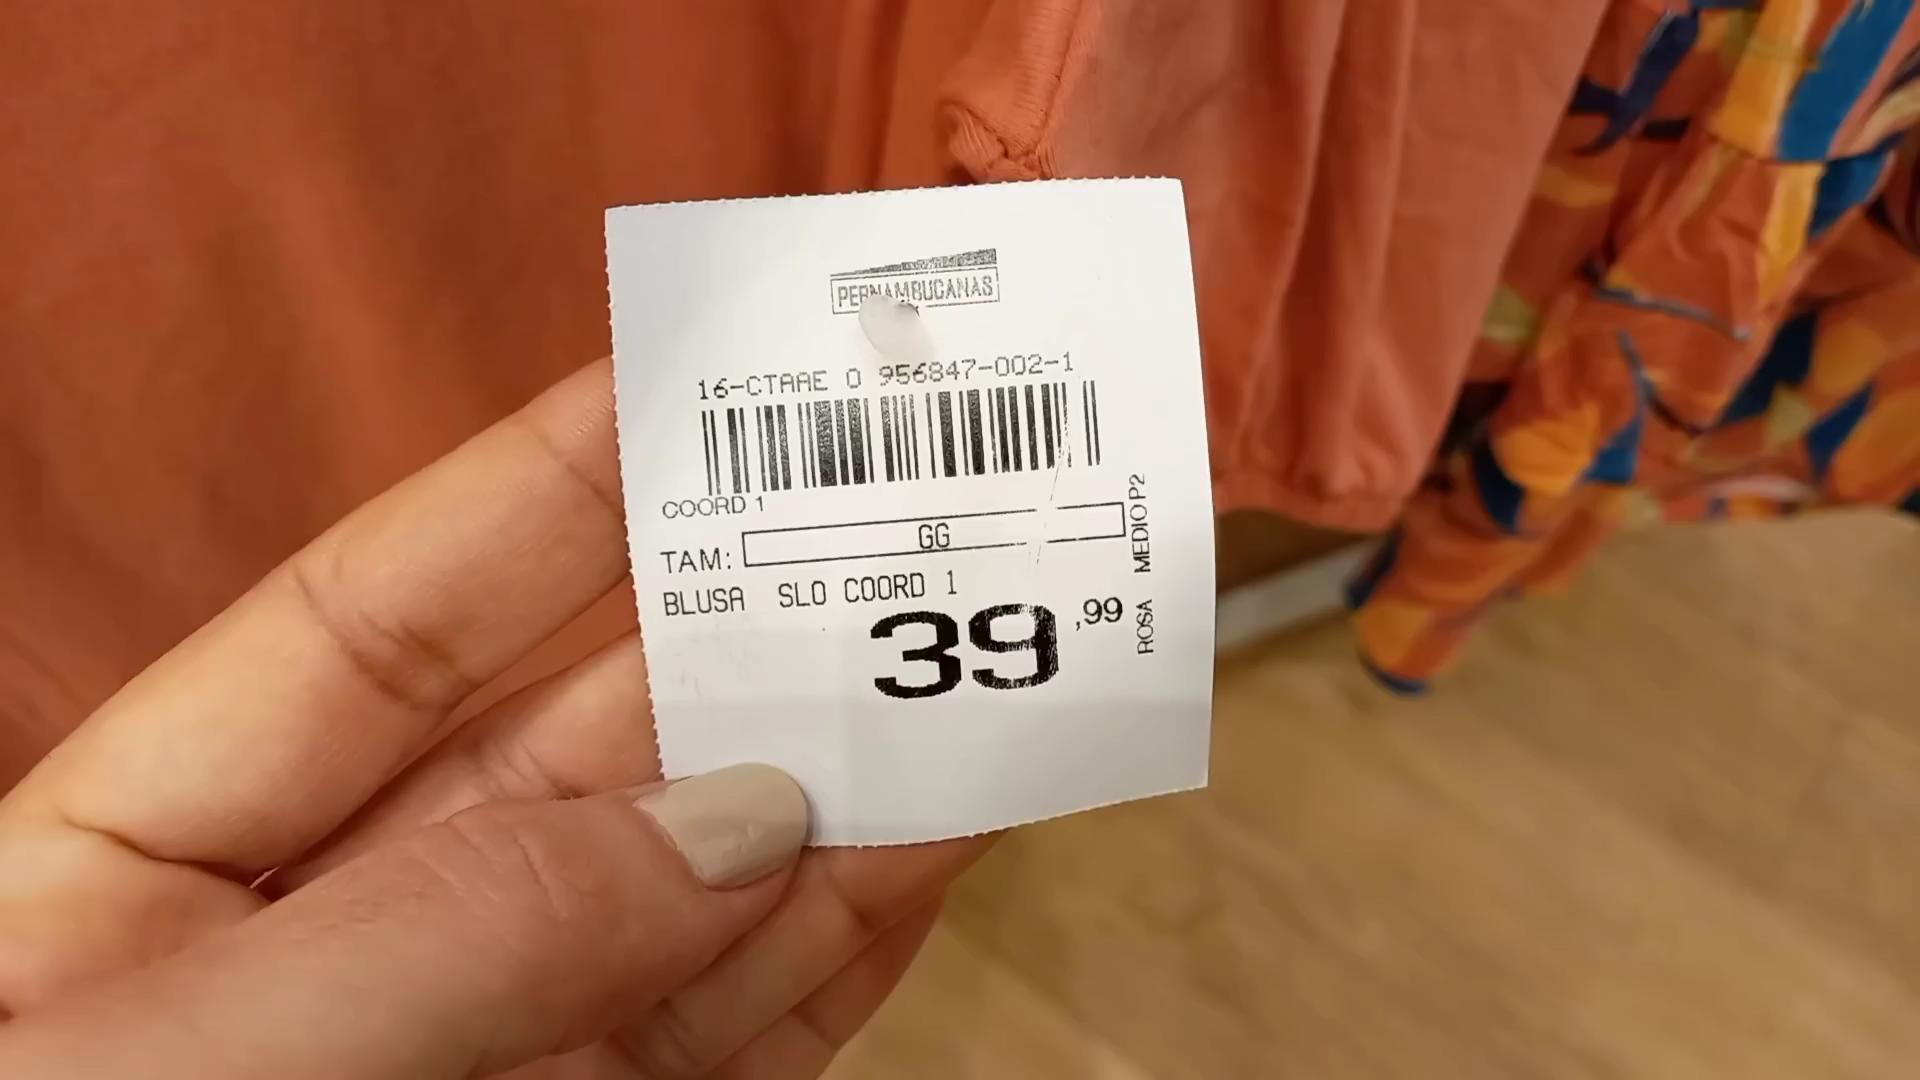 PERNAMBUCANAS
16-CTAAE 0 956847-002-1
COORD 1
TAM: GG
BLUSA SLO COORD 1
39,99
ROSA MEDIO P2